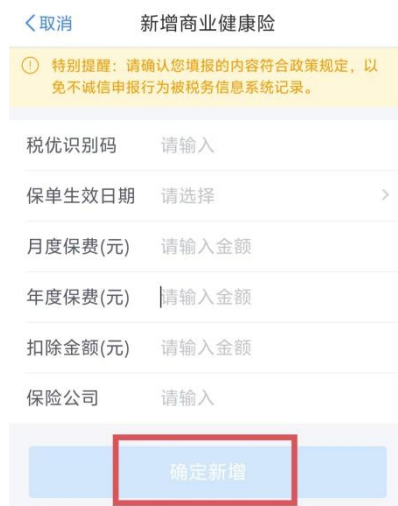 取消
新增商业健康险
特别提醒：请确认您填报的内容符合政策规定，以
免不诚信申报行为被税务信息系统记录。
税优识别码 请输入
保单生效日期 请选择
月度保费(元) 请输入金额
年度保费(元) 请输入金额
扣除金额(元) 请输入金额
保险公司 请输入
确定新增